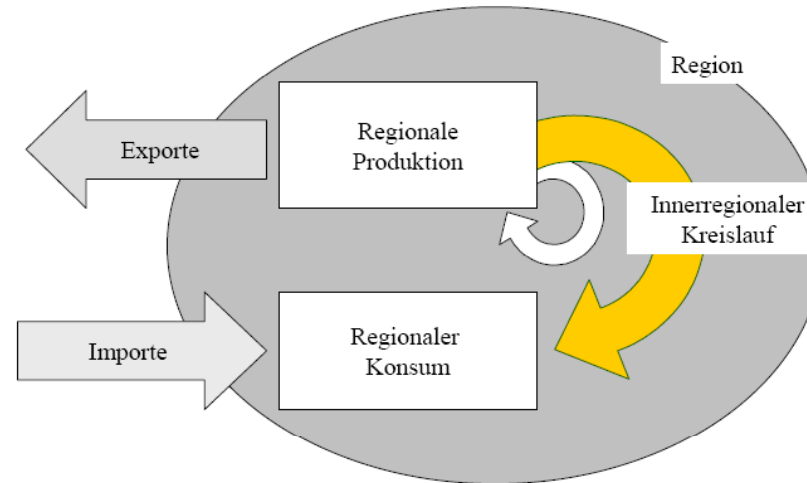 Region
Exporte
Regionale
Produktion
Innerregionaler
Kreislauf
Importe
Regionaler
Konsum